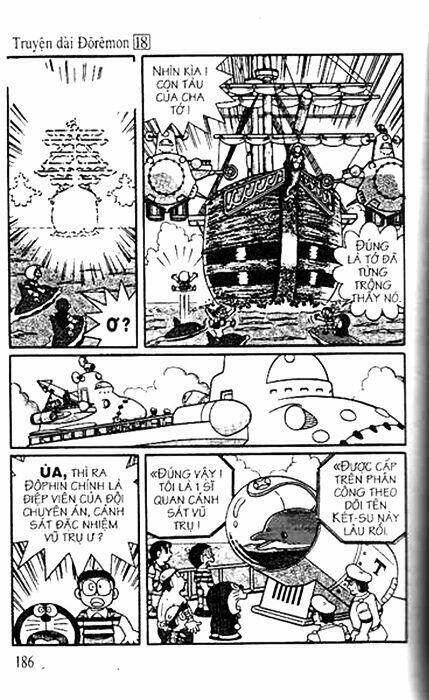 Truyện dài Đôrêmon 18
Ơ?
NHÌN KÌA !
CON TÀU
CỦA CHA
TỚ !
ĐÚNG
LÀ TỚ ĐÃ
TỪNG
TRÔNG
THẤY NÓ.
ỦA, THÌ RA
ĐÔPHIN CHÍNH LÀ
ĐIỆP VIÊN CỦA ĐỘI
CHUYÊN ÁN, CẢNH
SÁT ĐẶC NHIỆM
VŨ TRỤ Ư ?
«ĐÚNG VẬY !
TÔI LÀ 1 SĨ
QUAN CẢNH
SÁT VŨ
TRỤ !
«ĐƯỢC CẤP
TRÊN PHÂN
CÔNG THEO
DÕI TÊN
KÉT-SU NÀY
LÂU RỒI.
T
186